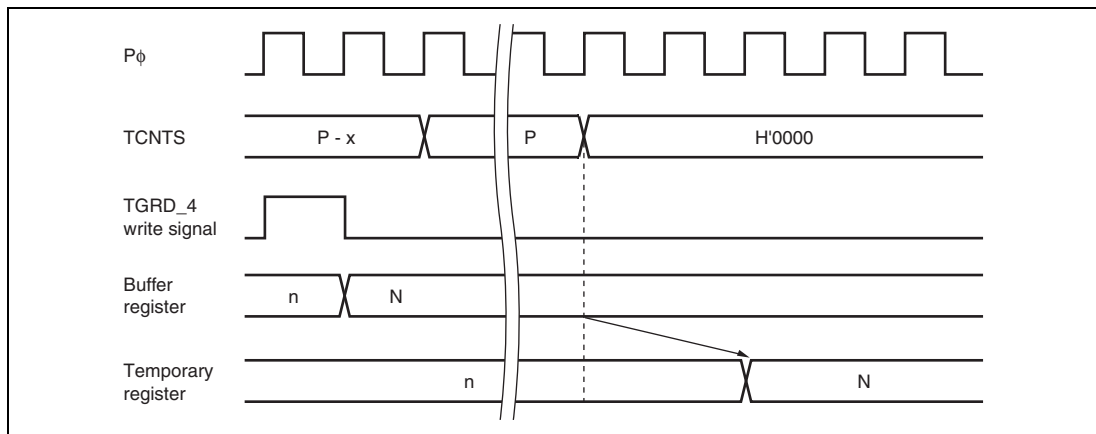 Pϕ
TCNTS
P - x
P
H'0000
TGRD_4
write signal
Buffer
register
n
N
Temporary
register
n
N